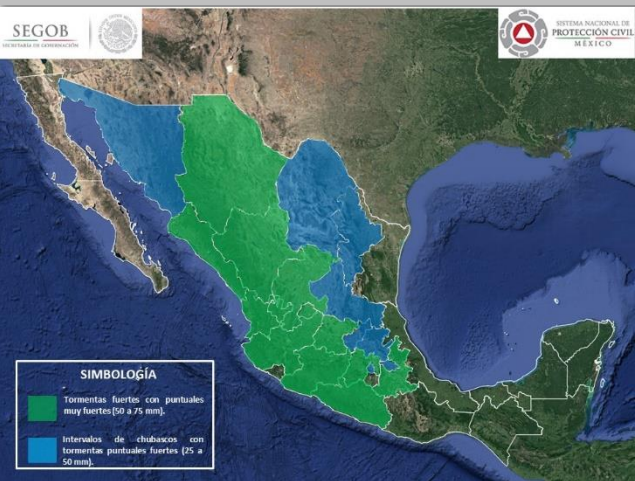 SEGOB
SECRETARÍA DE GOBERNACIÓN
SISTEMA NACIONAL DE
PROTECCIÓN CIVIL
MÉXICO
SIMBOLOGÍA
Tormentas fuertes con puntuales
muy fuertes (50 a 75 mm).
Intervalos de chubascos con
tormentas puntuales fuertes (25 a
50 mm).